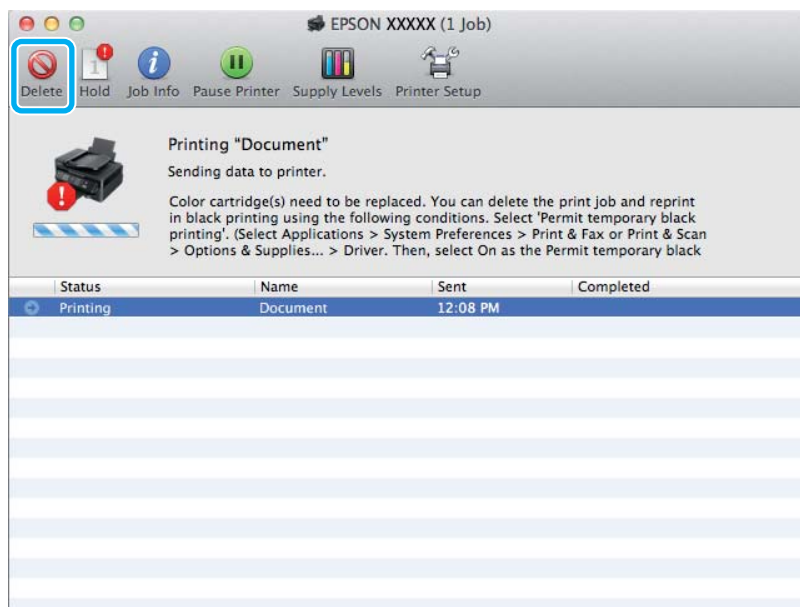 EPSON XXXXX (1 Job)
1
Delete Hold Job Info Pause Printer Supply Levels Printer Setup
Printing “Document”
Sending data to printer.
Color cartridge(s) need to be replaced. You can delete the print job and reprint
in black printing using the following conditions. Select 'Permit temporary black
printing'. (Select Applications > System Preferences > Print & Fax or Print & Scan
> Options & Supplies... > Driver. Then, select On as the Permit temporary black
Status Name Sent Completed
Printing Document 12:08 PM